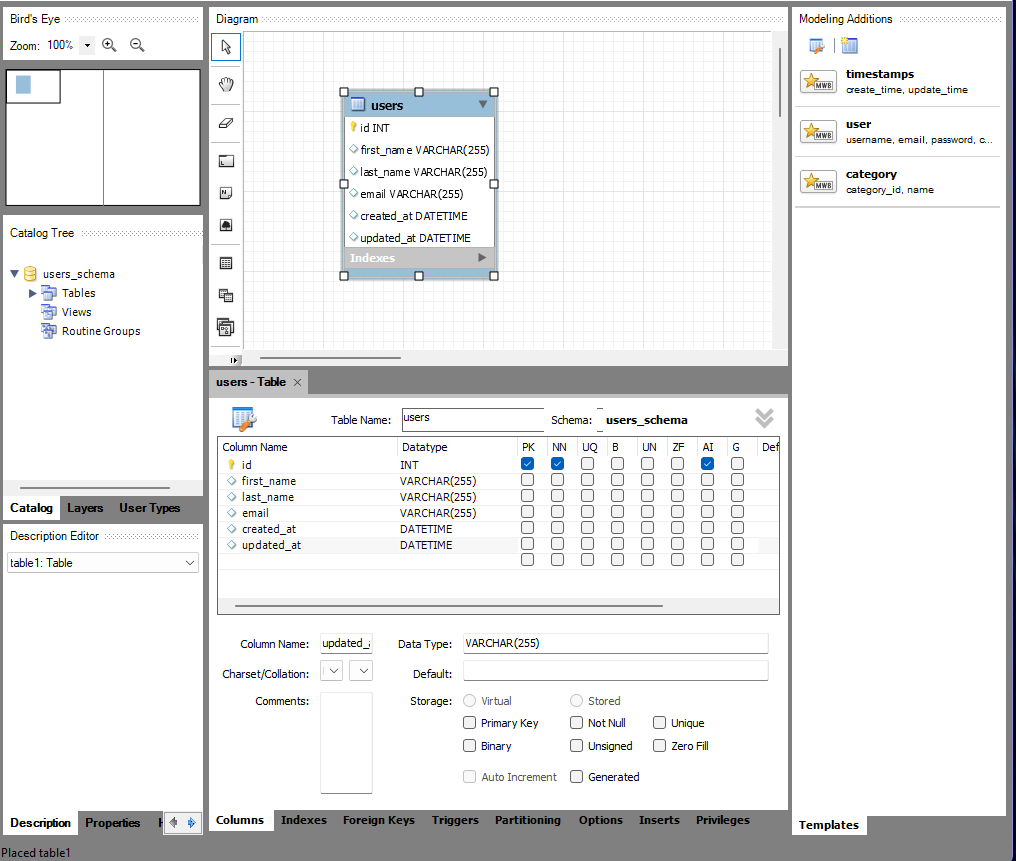 Bird's Eye
Zoom: 100%
Catalog Tree
users_schema
Tables
Views
Routine Groups
Catalog Layers User Types
Description Editor
table1: Table
Description Properties
Placed table1
Diagram
users
id INT
first_name VARCHAR(255)
last_name VARCHAR(255)
email VARCHAR(255)
created_at DATETIME
updated_at DATETIME
Indexes
users - Table
Table Name: users Schema: users_schema
Column Name Datatype PK NN UQ B UN ZF AI G Def
id INT
first_name VARCHAR(255)
last_name VARCHAR(255)
email VARCHAR(255)
created_at DATETIME
updated_at DATETIME
Column Name: updated_a Data Type: VARCHAR(255)
Charset/Collation: Default:
Comments: Storage: Virtual Stored
Primary Key Not Null Unique
Binary Unsigned Zero Fill
Auto Increment Generated
Columns Indexes Foreign Keys Triggers Partitioning Options Inserts Privileges
Modeling Additions
MWB timestamps
create_time, update_time
MWB user
username, email, password, c...
MWB category
category_id, name
Templates